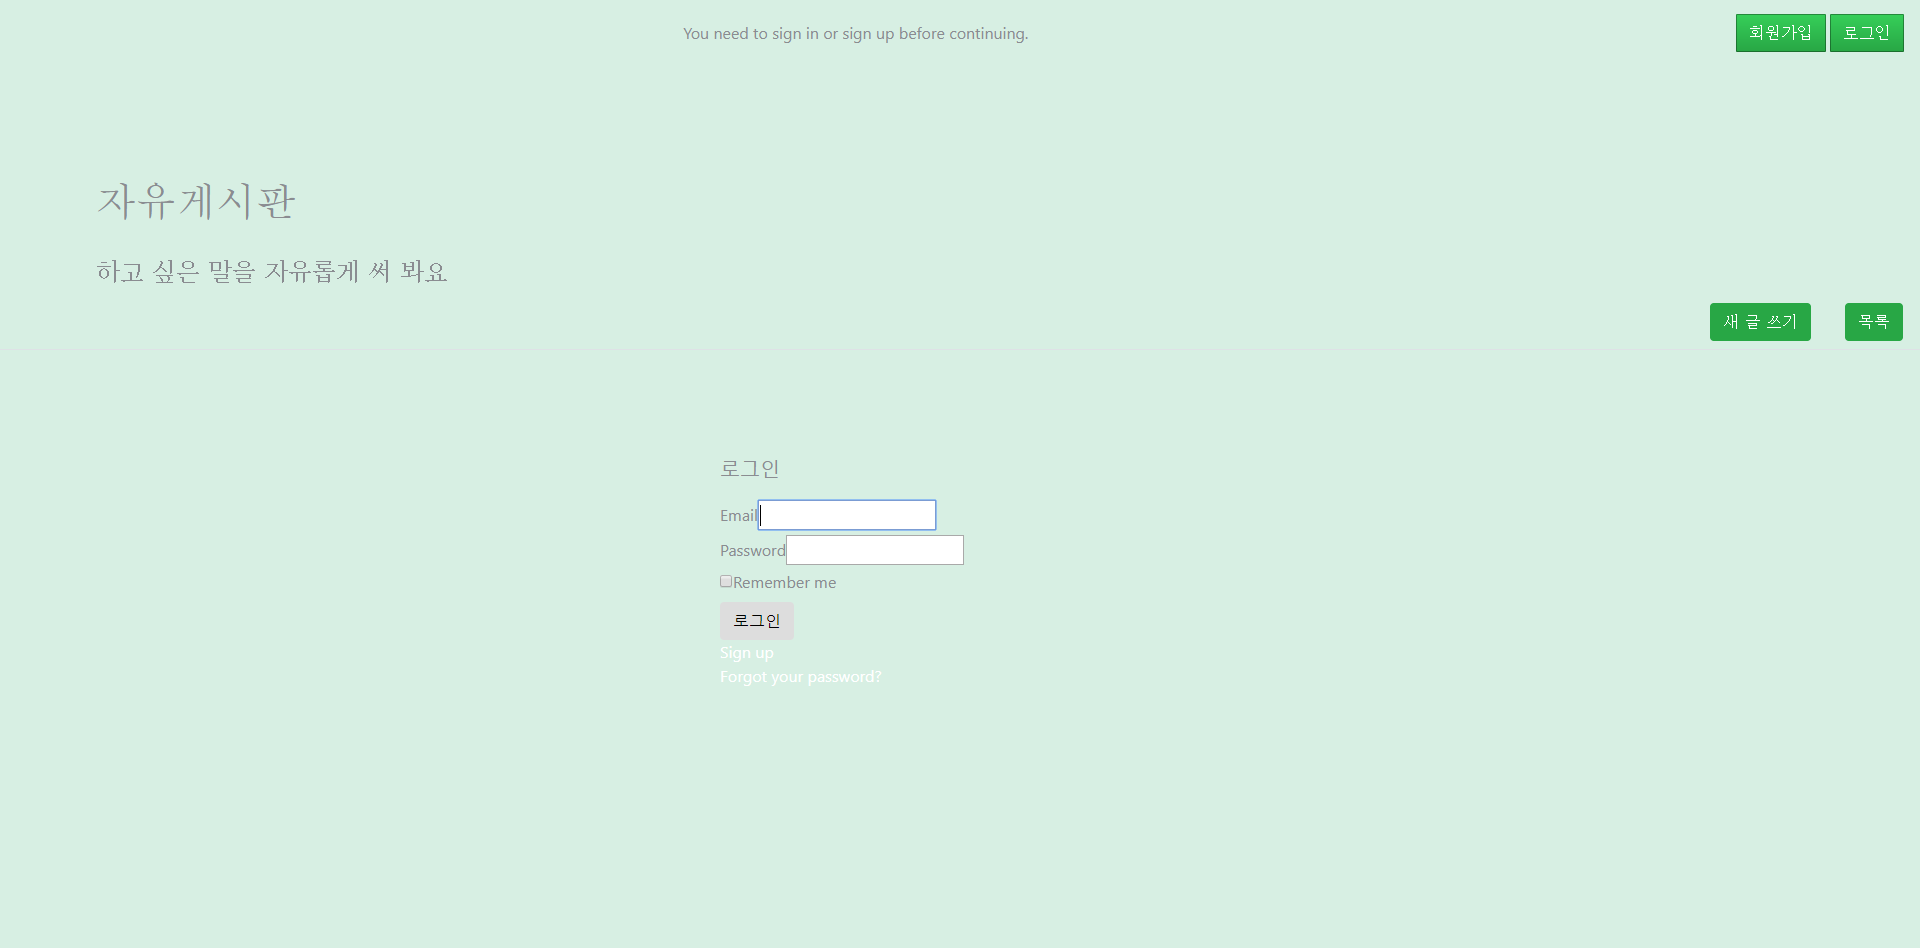 You need to sign in or sign up before continuing.
회원가입 로그인
자유게시판
하고 싶은 말을 자유롭게 써 봐요
새 글 쓰기 목록
로그인
Email
Password
Remember me
로그인
Sign up
Forgot your password?